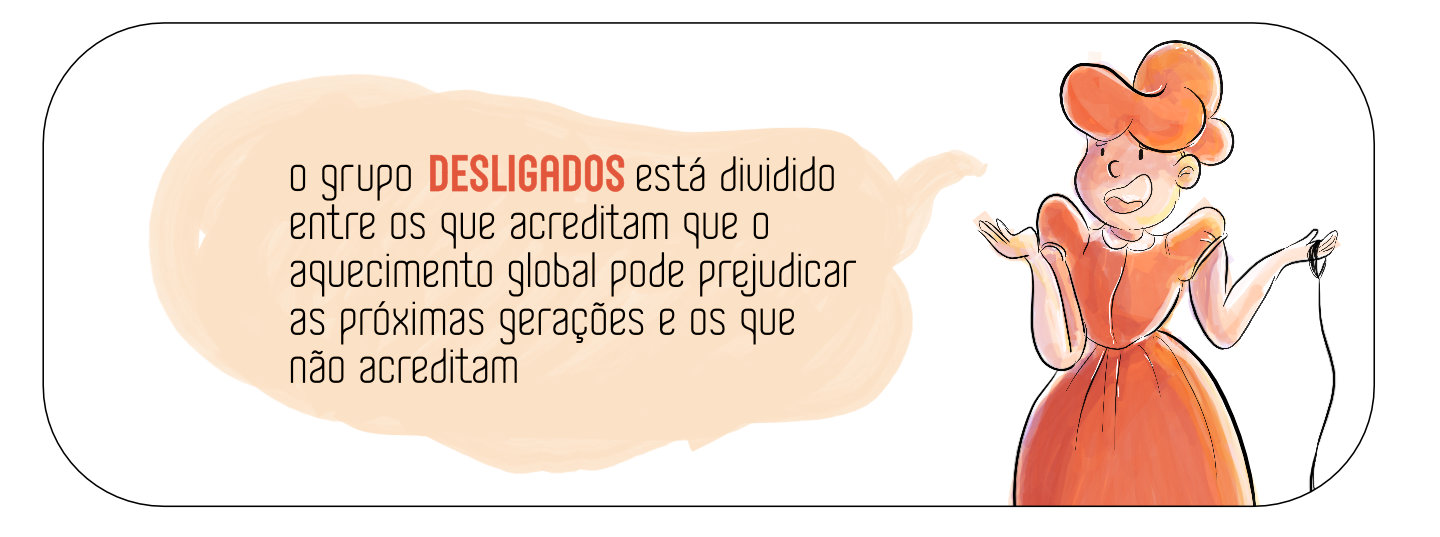 o grupo DESLIGADOS está dividido
entre os que acreditam que o
aquecimento global pode prejudicar
as próximas gerações e os que
não acreditam